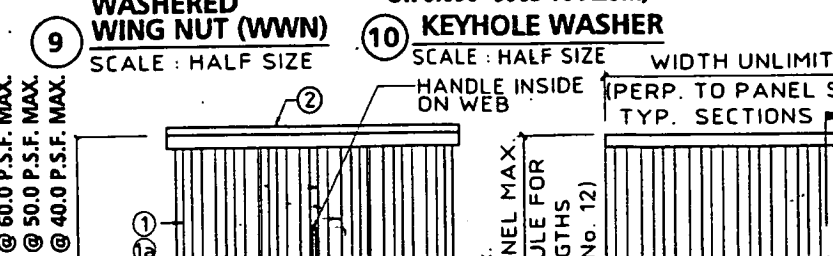 WASHERED
9 WING NUT (WWN)
SCALE : HALF SIZE
10 KEYHOLE WASHER
SCALE : HALF SIZE
WIDTH UNLIMIT
(PERP. TO PANEL S
TYP. SECTIONS
HANDLE INSIDE
ON WEB
2
1
1a
@ 60.0 P.S.F. MAX.
@ 50.0 P.S.F. MAX.
@ 40.0 P.S.F. MAX.
NEL MAX.
ULE FOR
GTHS
No. 12)